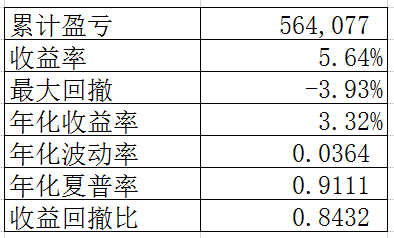 累计盈亏 564,077
收益率 5.64%
最大回撤 -3.93%
年化收益率 3.32%
年化波动率 0.0364
年化夏普率 0.9111
收益回撤比 0.8432